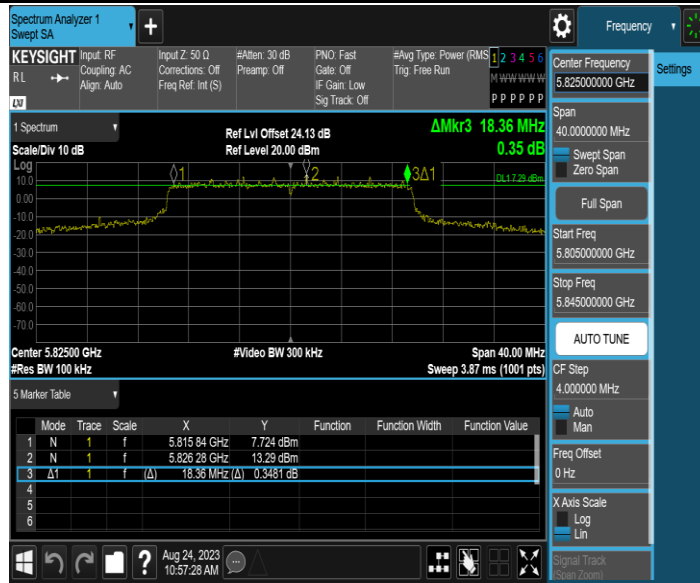 Spectrum Analyzer 1
Swept SA
Frequency
KEYSIGHT
RL
LXI
Input: RF
Coupling: AC
Align: Auto
Input Z: 50 Ω
Corrections: Off
Freq Ref: Int (S)
#Atten: 30 dB
Preamp: Off
PNO: Fast
Gate: Off
IF Gain: Low
Sig Track: Off
#Avg Type: Power (RMS
Trig: Free Run
1 2 3 4 5 6
M W W W W W
P P P P P P
1 Spectrum
Scale/Div 10 dB
Ref Lvl Offset 24.13 dB
Ref Level 20.00 dBm
ΔMkr3 18.36 MHz
0.35 dB
Log
10.0
0.00
-10.0
-20.0
-30.0
-40.0
-50.0
-60.0
-70.0
1
2
3Δ1
DL1 7.29 dBm
Center 5.82500 GHz
#Res BW 100 kHz
#Video BW 300 kHz
Span 40.00 MHz
Sweep 3.87 ms (1001 pts)
5 Marker Table
Mode Trace Scale X Y Function Function Width Function Value
1 N 1 f 5.815 84 GHz 7.724 dBm
2 N 1 f 5.826 28 GHz 13.29 dBm
3 Δ1 1 f (Δ) 18.36 MHz (Δ) 0.3481 dB
4
5
6
Aug 24, 2023
10:57:28 AM
Center Frequency
5.825000000 GHz
Settings
Span
40.0000000 MHz
Swept Span
Zero Span
Full Span
Start Freq
5.805000000 GHz
Stop Freq
5.845000000 GHz
AUTO TUNE
CF Step
4.000000 MHz
Auto
Man
Freq Offset
0 Hz
X Axis Scale
Log
Lin
Signal Track
(Span Zoom)